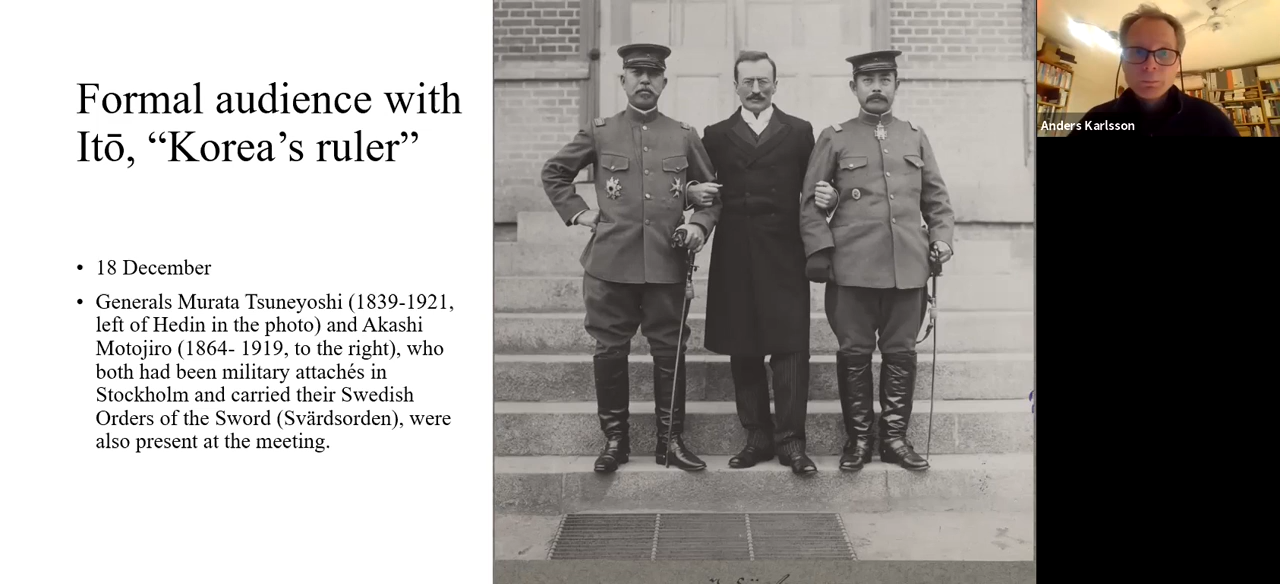 Formal audience with
Itō, “Korea’s ruler”
• 18 December
• Generals Murata Tsuneyoshi (1839-1921,
left of Hedin in the photo) and Akashi
Motojiro (1864- 1919, to the right), who
both had been military attachés in
Stockholm and carried their Swedish
Orders of the Sword (Svärdsorden), were
also present at the meeting.
Anders Karlsson